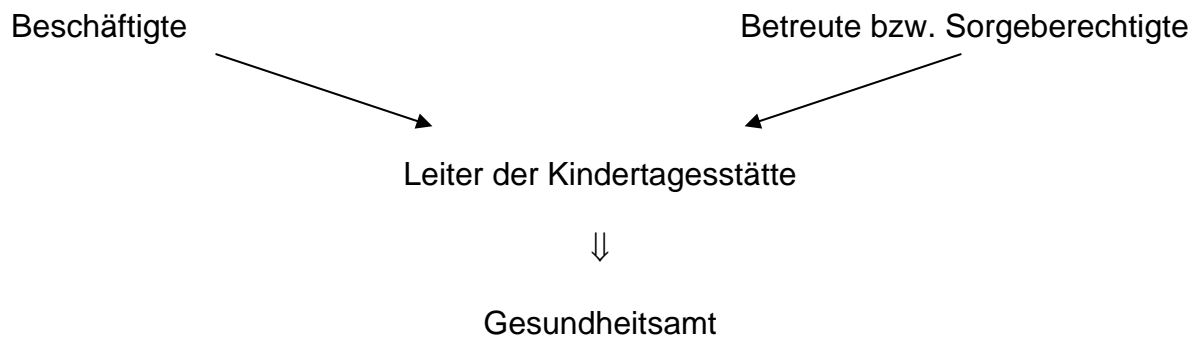 Beschäftigte
Betreute bzw. Sorgeberechtigte
Leiter der Kindertagesstätte
⇓
Gesundheitsamt